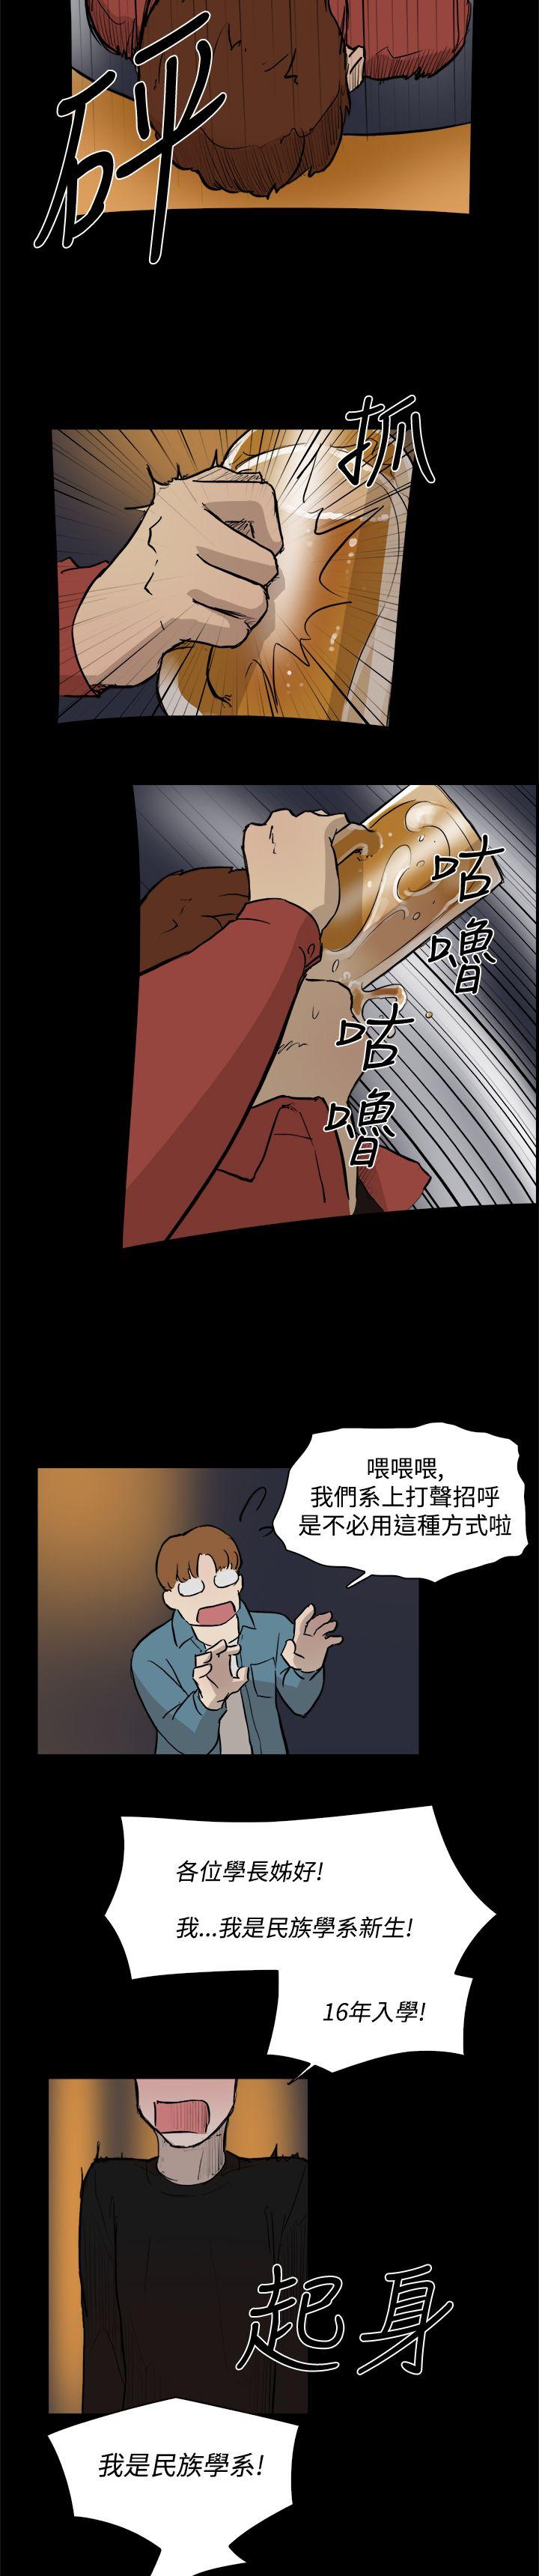 砰
抓
咕
嚕
咕
嚕
喂喂喂,
我們系上打聲招呼
是不必用這種方式啦
各位學長姊好!
我...我是民族學系新生!
16年入學!
起身
我是民族學系!